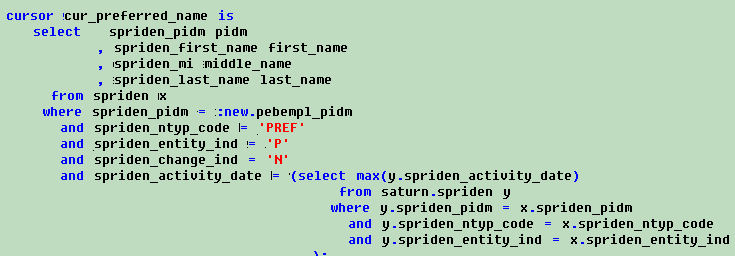 cursor cur_preferred_name is
select spriden_pidm pidm
, spriden_first_name first_name
, spriden_mi middle_name
, spriden_last_name last_name
from spriden x
where spriden_pidm = :new.pebempl_pidm
and spriden_ntyp_code = 'PREF'
and spriden_entity_ind = 'P'
and spriden_change_ind = 'N'
and spriden_activity_date = (select max(y.spriden_activity_date)
from saturn.spriden y
where y.spriden_pidm = x.spriden_pidm
and y.spriden_ntyp_code = x.spriden_ntyp_code
and y.spriden_entity_ind = x.spriden_entity_ind
);